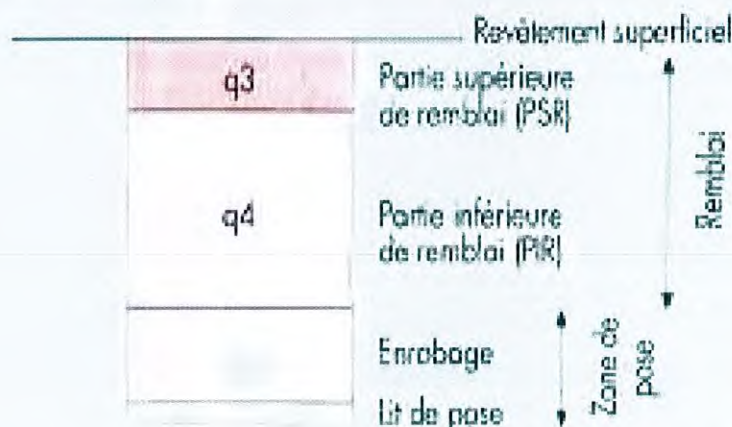 Revêtement superficiel
q3
Partie supérieure
de remblai (PSR)
q4
Partie inférieure
de remblai (PIR)
Remblai
Enrobage
Lit de pose
Zone de
pose